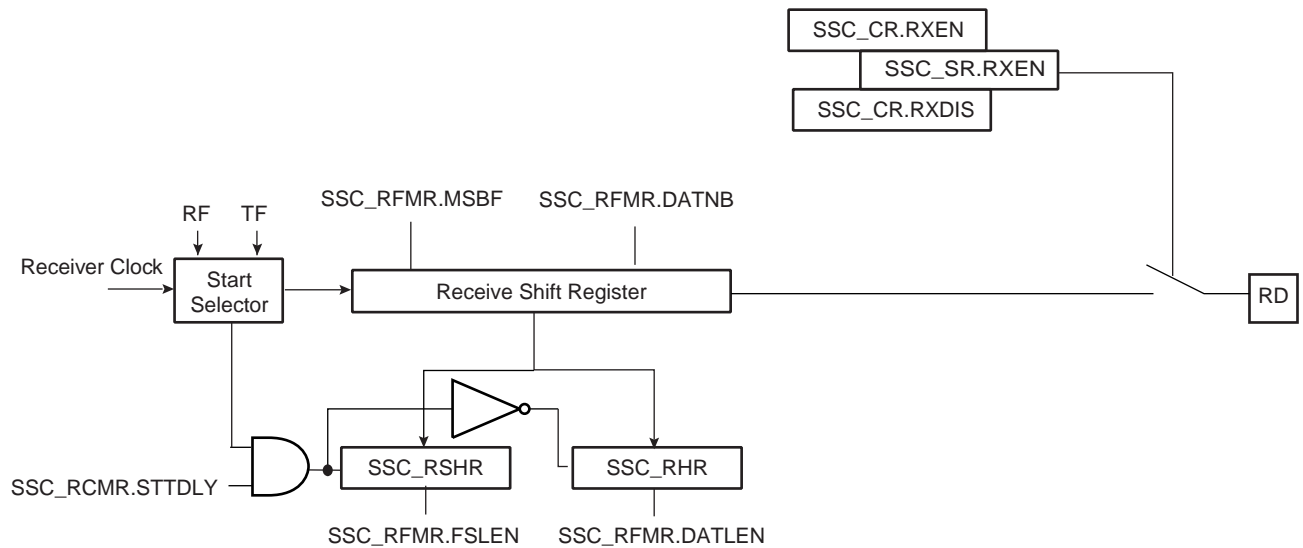 SSC_CR.RXEN
SSC_SR.RXEN
SSC_CR.RXDIS
SSC_RFMR.MSBF
SSC_RFMR.DATNB
RF
TF
Receiver Clock
Start
Selector
Receive Shift Register
RD
SSC_RSHR
SSC_RHR
SSC_RCMR.STTDLY
SSC_RFMR.FSLEN
SSC_RFMR.DATLEN